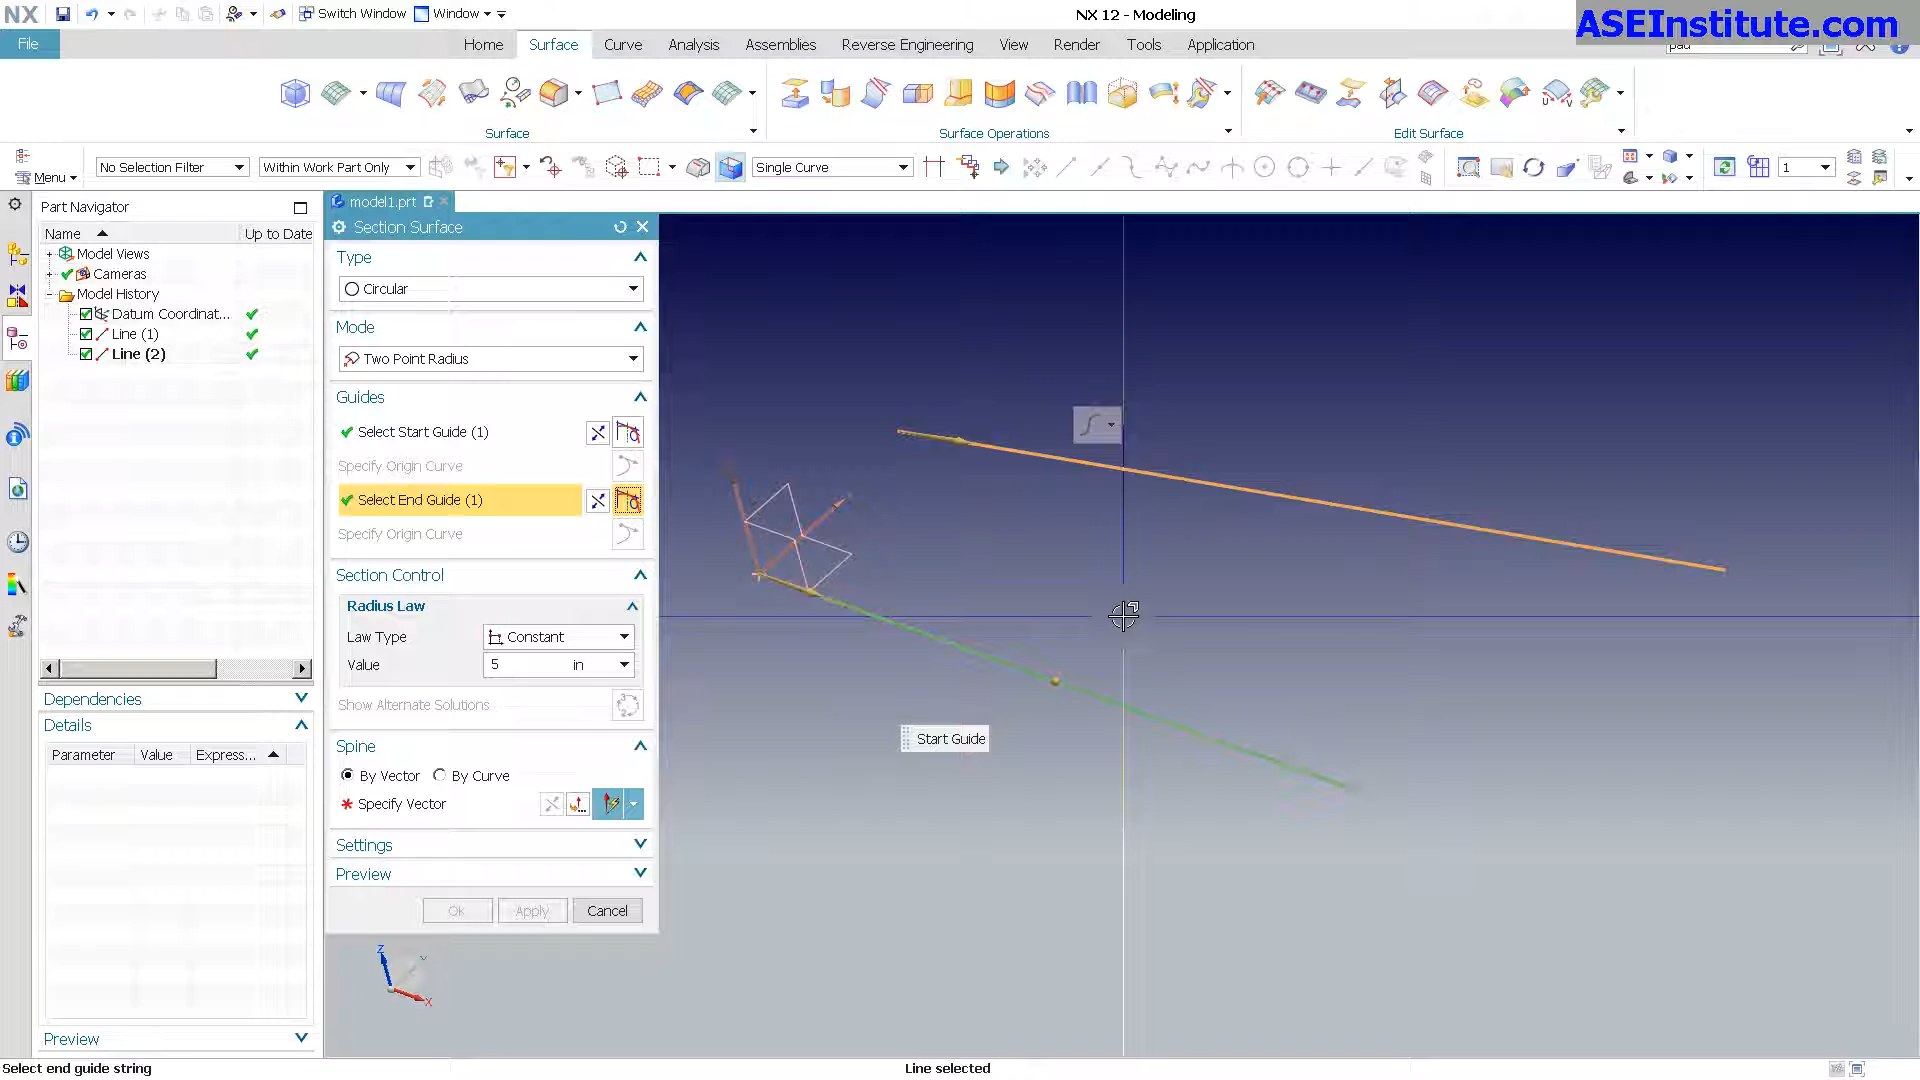 NX
Switch Window
Window
NX 12 - Modeling
ASEInstitute.com
File
Home
Surface
Curve
Analysis
Assemblies
Reverse Engineering
View
Render
Tools
Application
Surface
Surface Operations
Edit Surface
Menu
No Selection Filter
Within Work Part Only
Single Curve
1
Part Navigator
Name
Up to Date
Model Views
Cameras
Model History
Datum Coordinat...
Line (1)
Line (2)
Dependencies
Details
Parameter
Value
Express...
Preview
model1.prt
Section Surface
Type
Circular
Mode
Two Point Radius
Guides
Select Start Guide (1)
Specify Origin Curve
Select End Guide (1)
Specify Origin Curve
Section Control
Radius Law
Law Type
Constant
Value
5 in
Show Alternate Solutions
Spine
By Vector
By Curve
* Specify Vector
Settings
Preview
Ok
Apply
Cancel
Start Guide
Z
Y
X
Select end guide string
Line selected